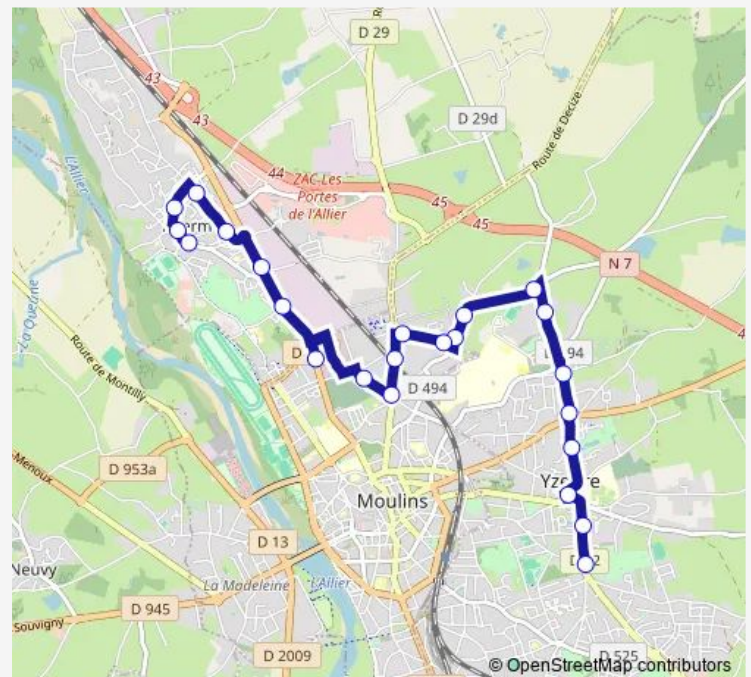 D 29
43
43
D 29d
Route de Decize
44
ZAC Les
Portes
de l'Allier
45
45
L'Allier
N 7
La Queune
Route de Montilly
D 494
D 953a
Moulins
D 13
Neuvy
La Madeleine
L'Allier
D 945
Souvigny
D 2009
D 525
© OpenStreetMap contributors